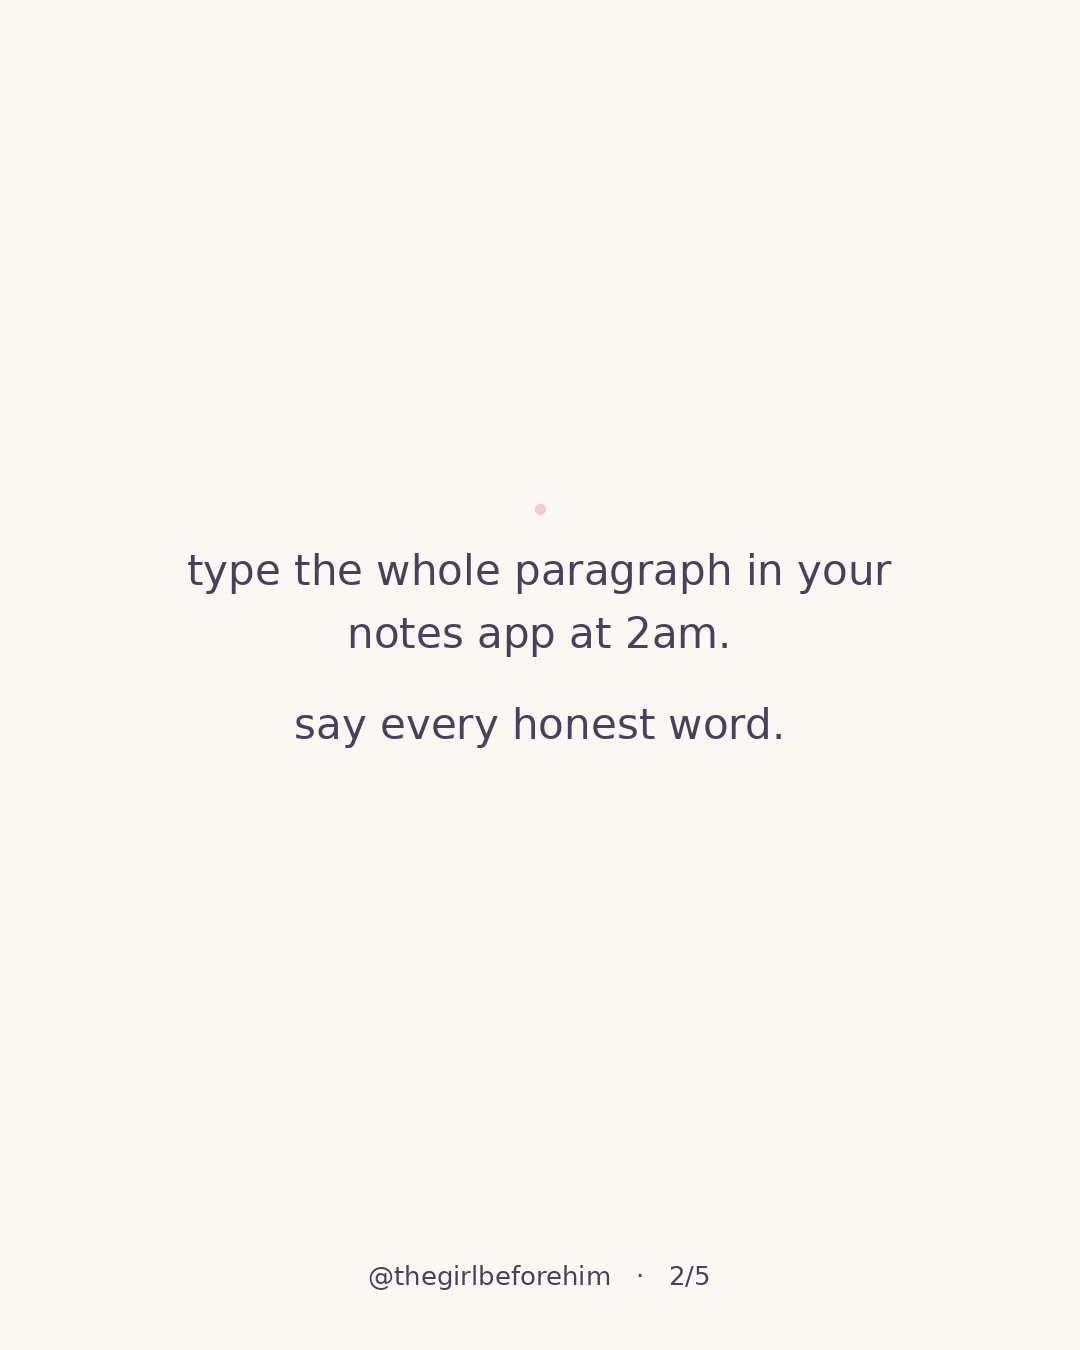 type the whole paragraph in your
notes app at 2am.
say every honest word.
@thegirlbeforehim · 2/5